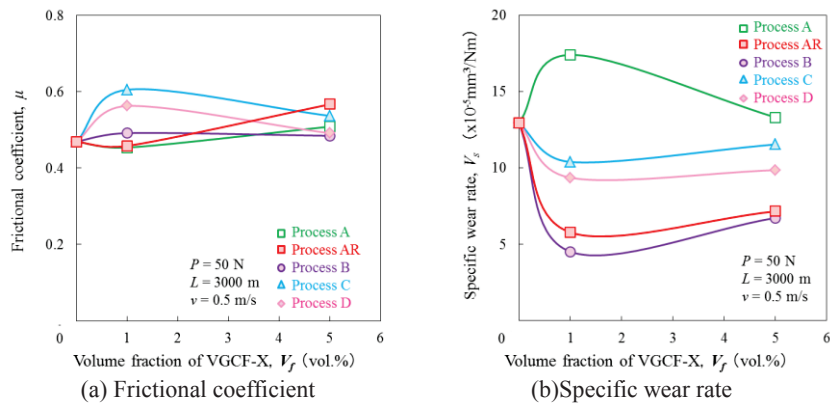 0.8
0.6
0.4
0.2
Frictional coefficient, μ
Process A
Process AR
Process B
Process C
Process D
P = 50 N
L = 3000 m
v = 0.5 m/s
0 1 2 3 4 5 6
Volume fraction of VGCF-X, Vf (vol.%)
(a) Frictional coefficient
20
15
10
5
Specific wear rate, Vs (x10-5mm3/Nm)
Process A
Process AR
Process B
Process C
Process D
P = 50 N
L = 3000 m
v = 0.5 m/s
0 1 2 3 4 5 6
Volume fraction of VGCF-X, Vf (vol.%)
(b)Specific wear rate